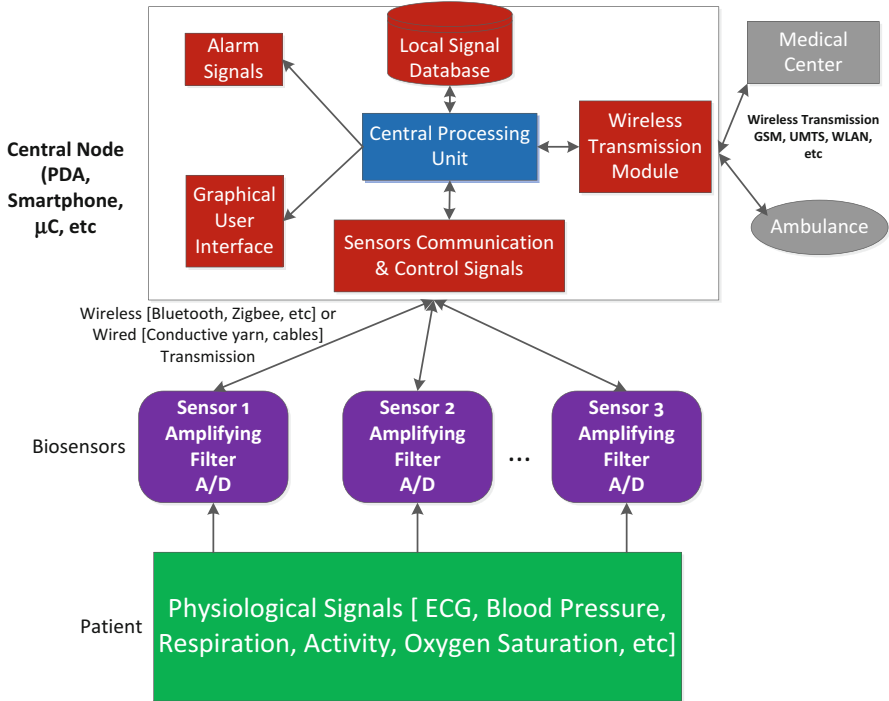 Alarm
Signals
Local Signal
Database
Medical
Center
Central Processing
Unit
Wireless
Transmission
Module
Wireless Transmission
GSM, UMTS, WLAN,
etc
Central Node
(PDA,
Smartphone,
μC, etc
Graphical
User
Interface
Sensors Communication
& Control Signals
Ambulance
Wireless [Bluetooth, Zigbee, etc] or
Wired [Conductive yarn, cables]
Transmission
Biosensors
Sensor 1
Amplifying
Filter
A/D
Sensor 2
Amplifying
Filter
A/D
...
Sensor 3
Amplifying
Filter
A/D
Patient
Physiological Signals [ ECG, Blood Pressure,
Respiration, Activity, Oxygen Saturation, etc]